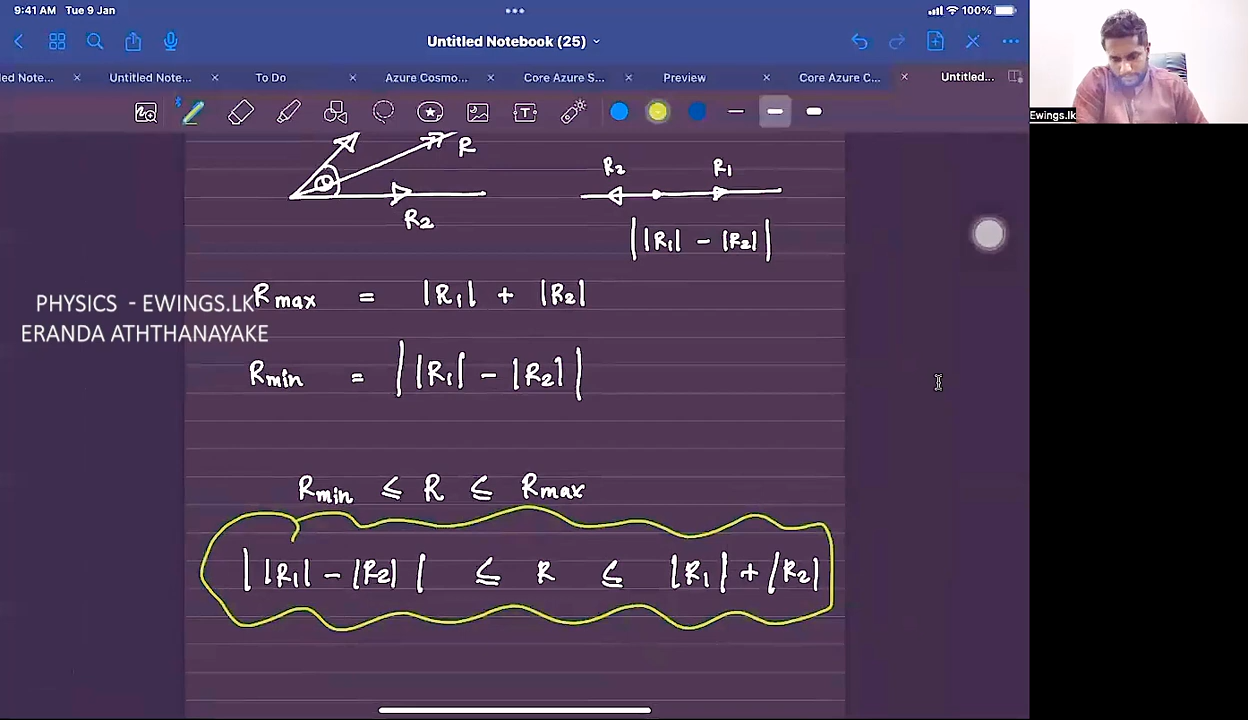 9:41 AM Tue 9 Jan
100%
Untitled Notebook (25)
led Note...
Untitled Note...
To Do
Azure Cosmo...
Core Azure S...
Preview
Core Azure C...
Untitled...
Ewings.lk
R
R2
R2 R1
||R1| - |R2||
Rmax = |R1| + |R2|
PHYSICS - EWINGS.LK
ERANDA ATHTHANAYAKE
Rmin = ||R1| - |R2||
Rmin ≤ R ≤ Rmax
||R1| - |R2|| ≤ R ≤ |R1| + |R2|